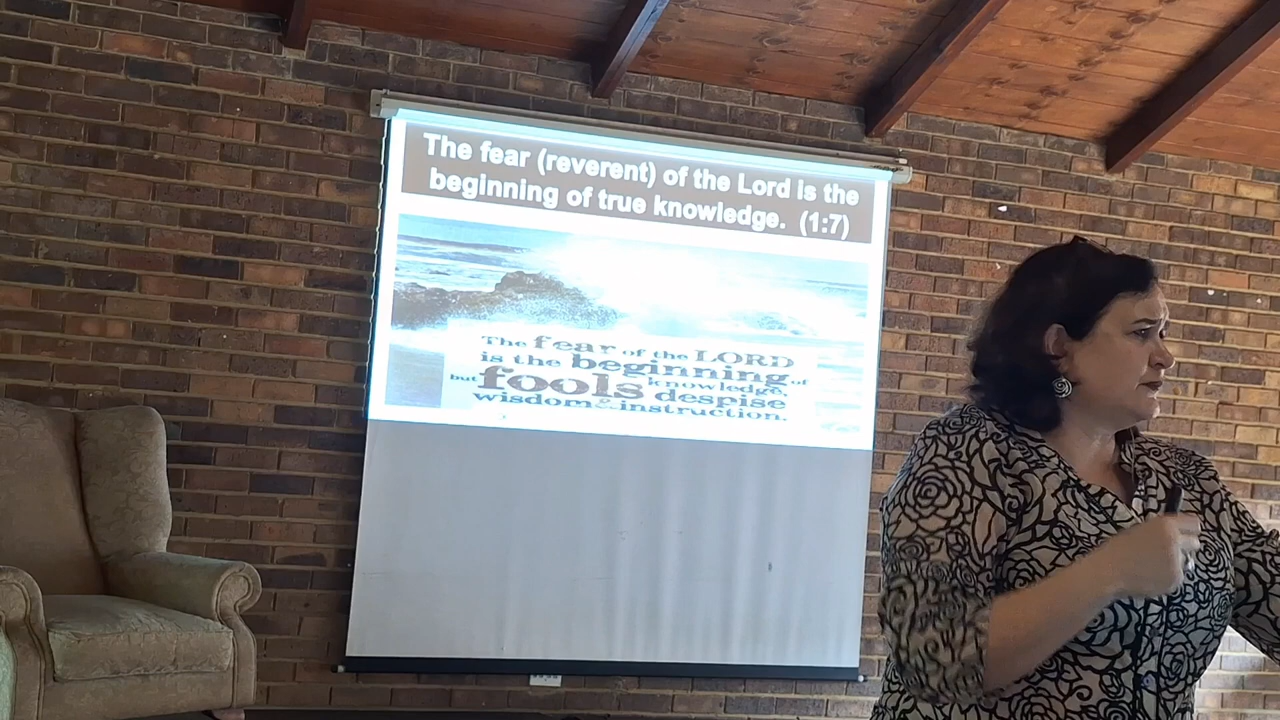 The fear (reverent) of the Lord is the
beginning of true knowledge. (1:7)
The fear of the LORD
is the beginning of
but fools knowledge,
despise
wisdom & instruction.